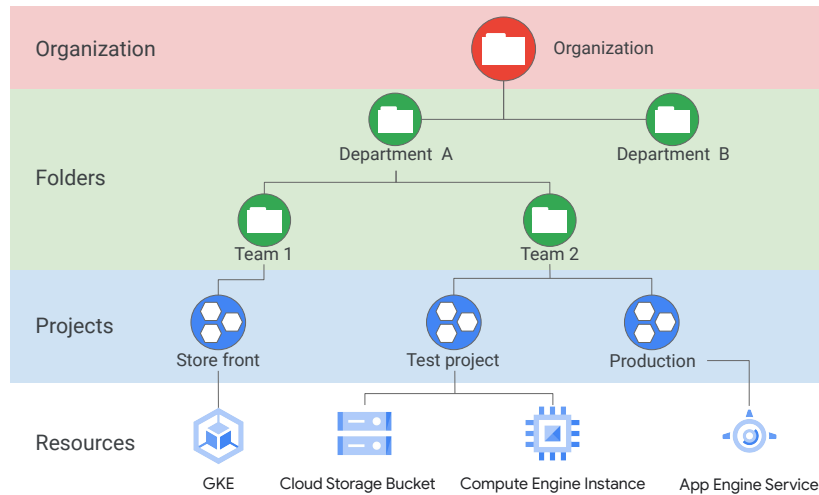 Organization
Organization
Department A
Department B
Folders
Team 1
Team 2
Projects
Store front
Test project
Production
Resources
GKE
Cloud Storage Bucket
Compute Engine Instance
App Engine Service